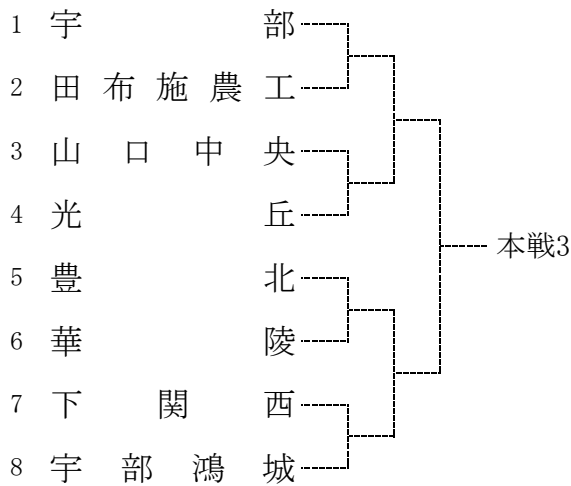 1 宇部
2 田布施農工
3 山口中央
4 光丘
本戦3
5 豊北
6 華陵
7 下関西
8 宇部鴻城